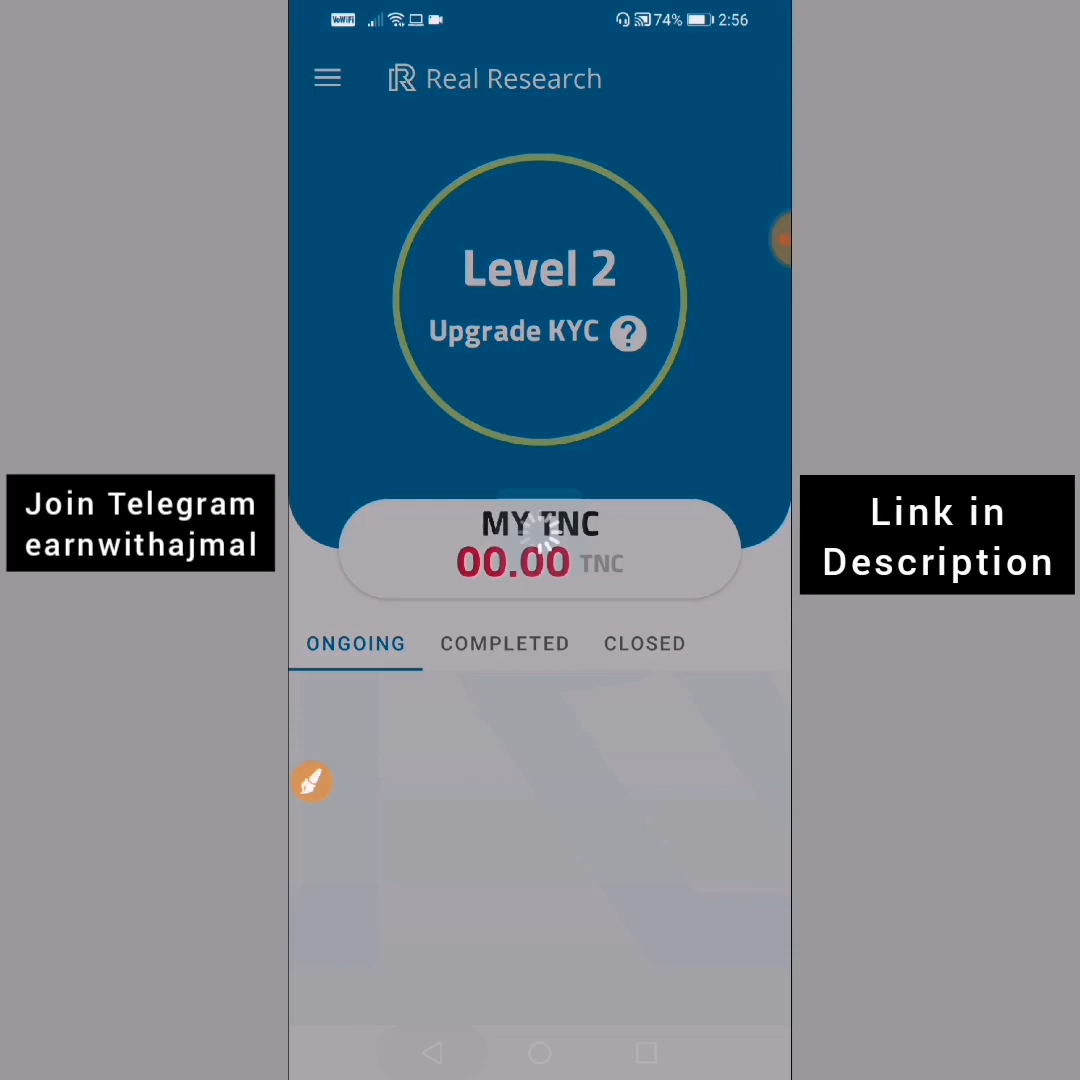 VoWiFi 74% 2:56
Real Research
Level 2
Upgrade KYC ?
Join Telegram
earnwithajmal
Link in
Description
MY TNC
00.00 TNC
ONGOING COMPLETED CLOSED